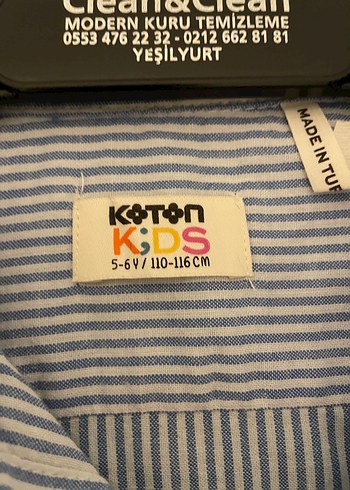 Clean&Clean
MODERN KURU TEMİZLEME
0553 476 22 32 - 0212 662 81 81
YEŞİLYURT
MADE IN TUR
KOTON
KIDS
5-6 Y / 110-116 CM